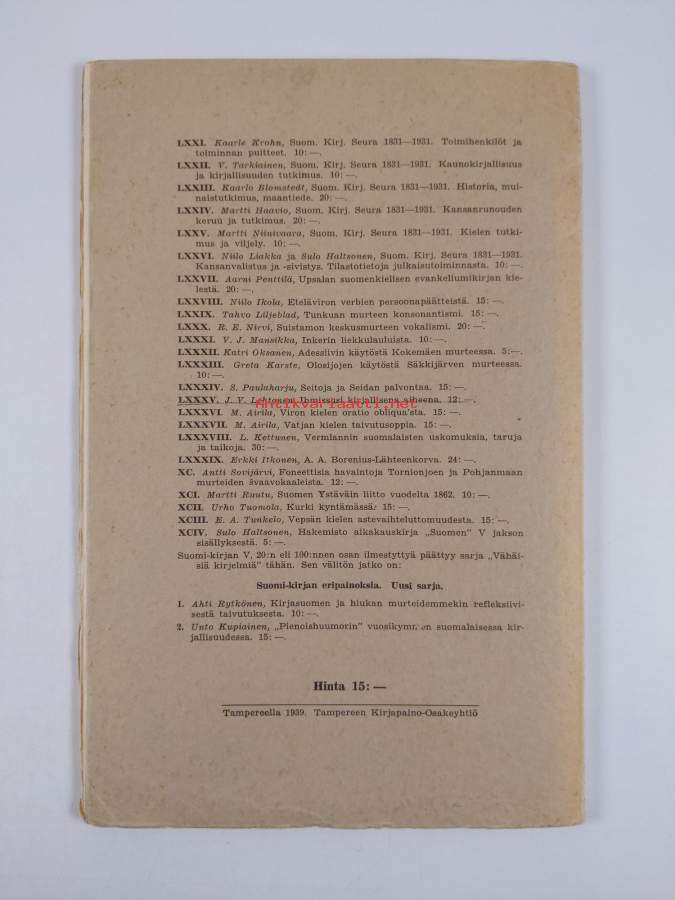 LXXI. Kaarle Krohn, Suom. Kirj. Seura 1831—1931. Toimihenkilöt ja
toiminnan puitteet. 10:—.
LXXII. V. Tarkiainen, Suom. Kirj. Seura 1831—1931. Kaunokirjallisuus
ja kirjallisuuden tutkimus. 10:—.
LXXIII. Kaarlo Blomstedt, Suom. Kirj. Seura 1831—1931. Historia, mui-
naistutkimus, maantiede. 20:—.
LXXIV. Martti Haavio, Suom. Kirj. Seura 1831—1931. Kansanrunouden
keruu ja tutkimus. 20:—.
LXXV. Martti Niinivaara, Suom. Kirj. Seura 1831—1931. Kielen tutki-
mus ja viljely. 10:—.
LXXVI. Niilo Liakka ja Sulo Haltsonen, Suom. Kirj. Seura 1831—1931.
Kansanvalistus ja -sivistys. Tilastotietoja julkaisutoiminnasta. 10:—.
LXXVII. Aarni Penttilä, Upsalan suomenkielisen evankeliumikirjan kie-
lestä. 20:—.
LXXVIII. Niilo Ikola, Eteläviron verbien persoonapäätteistä. 15:—.
LXXIX. Tahvo Liljeblad, Tunkuan murteen konsonantismi. 15:—.
LXXX. R. E. Nirvi, Suistamon keskusmurteen vokalismi. 20:—.
LXXXI. V. J. Mansikka, Inkerin liekkulauluista. 10:—.
LXXXII. Katri Oksanen, Adessiivin käytöstä Kokemäen murteessa. 5:—.
LXXXIII. Greta Karste, Olosijojen käytöstä Säkkijärven murteessa.
10:—.
LXXXIV. S. Paulaharju, Seitoja ja Seidan palvontaa. 15:—.
LXXXV. J. V. Lehtonen, Ihmissusi kirjallisena aiheena. 12:—.
Antikvariaatti.net
LXXXVI. M. Airila, Viron kielen oratio obliqua'sta. 15:—.
LXXXVII. M. Airila, Vatjan kielen taivutusoppia. 15:—.
LXXXVIII. L. Kettunen, Vermlannin suomalaisten uskomuksia, taruja
ja taikoja. 30:—.
LXXXIX. Erkki Itkonen, A. A. Borenius-Lähteenkorva. 24:—.
XC. Antti Sovijärvi, Foneettisia havaintoja Tornionjoen ja Pohjanmaan
murteiden švaavokaaleista. 12:—.
XCI. Martti Ruutu, Suomen Ystäväin liitto vuodelta 1862. 10:—.
XCII. Urho Tuomola, Kurki kyntämässä. 15:—.
XCIII. E. A. Tunkelo, Vepsän kielen astevaihteluttomuudesta. 15:—.
XCIV. Sulo Haltsonen, Hakemisto aikakauskirja „Suomen" V jakson
sisällyksestä. 5:—.
Suomi-kirjan V, 20:n eli 100:nnen osan ilmestyttyä päättyy sarja „Vähäi-
siä kirjelmiä" tähän. Sen välitön jatko on:
Suomi-kirjan eripainoksia. Uusi sarja.
1. Ahti Rytkönen, Kirjasuomen ja hiukan murteidemmekin refleksiivi-
sestä taivutuksesta. 10:—.
2. Unto Kupiainen, „Pienoishuumorin" vuosikymmen suomalaisessa kir-
jallisuudessa. 15:—.
Hinta 15:—
Tampereella 1939. Tampereen Kirjapaino-Osakeyhtiö